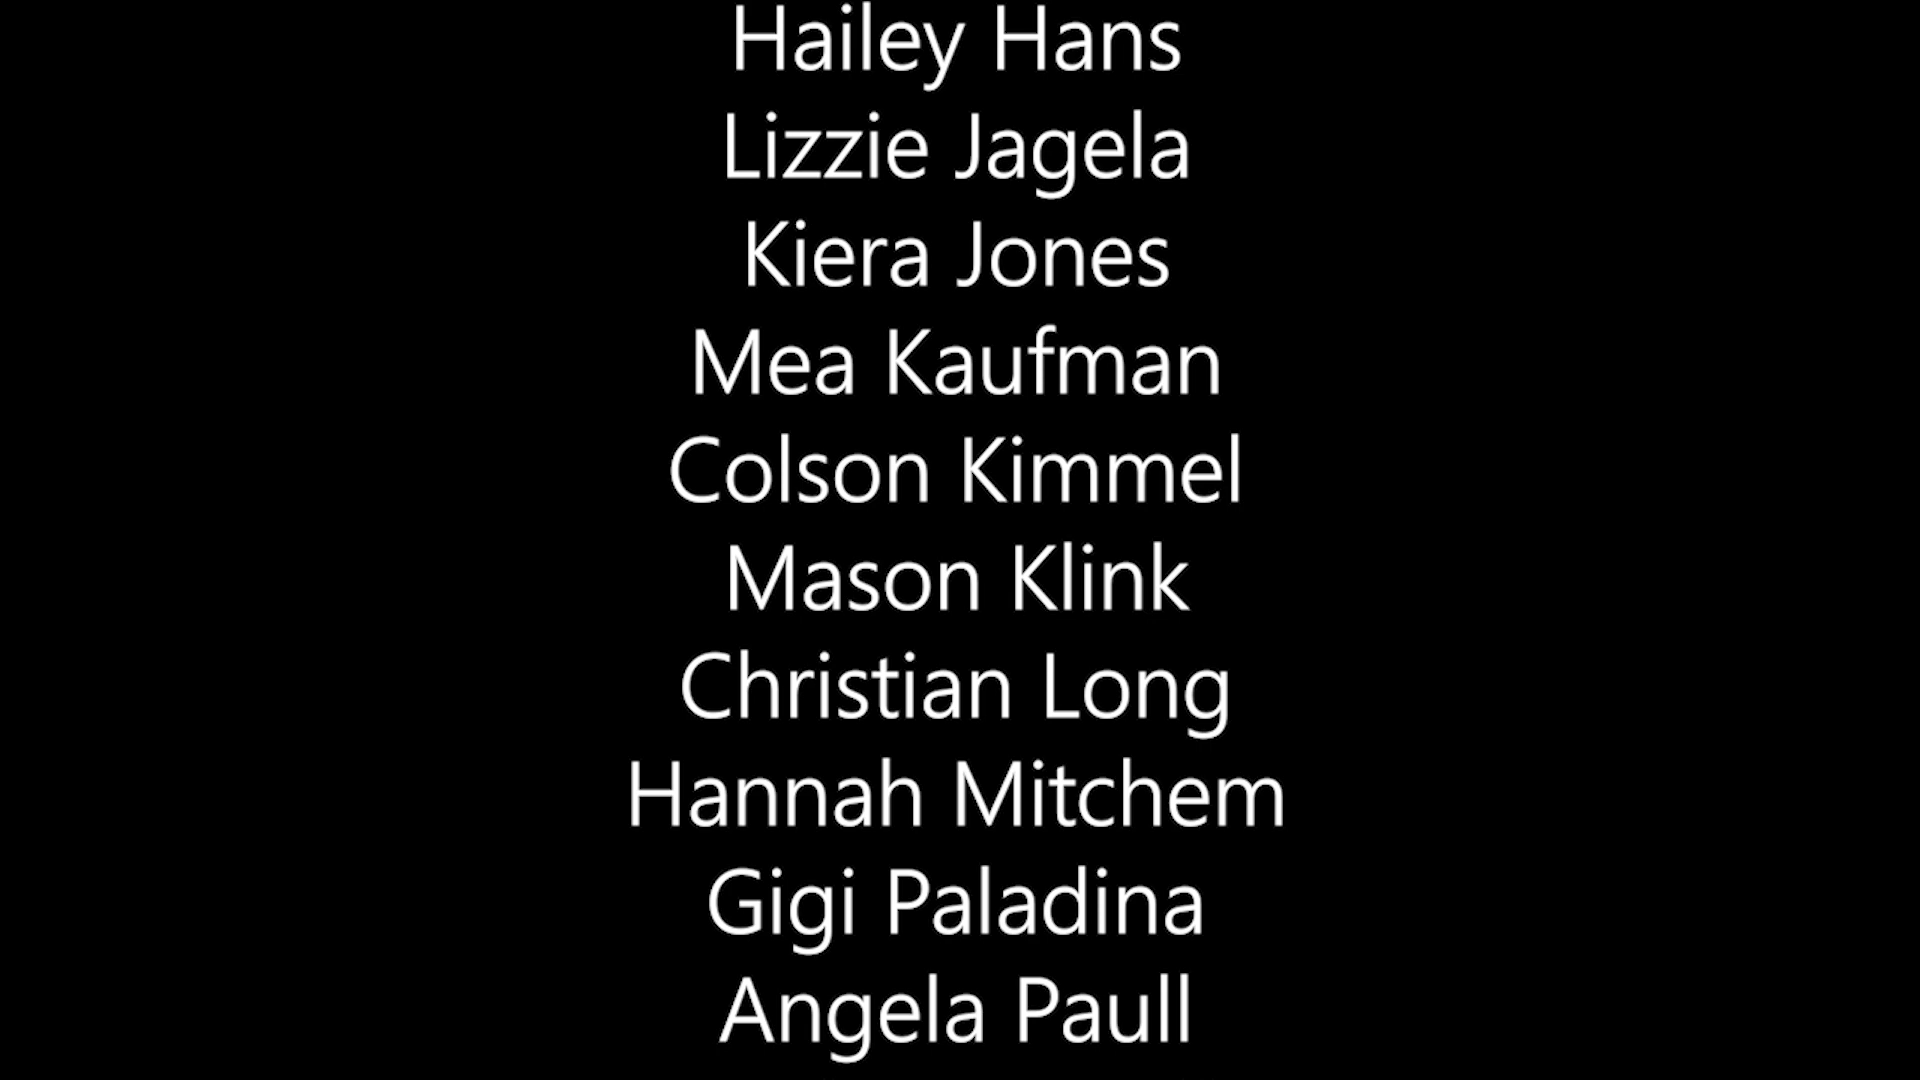 Hailey Hans
Lizzie Jagela
Kiera Jones
Mea Kaufman
Colson Kimmel
Mason Klink
Christian Long
Hannah Mitchem
Gigi Paladina
Angela Paull